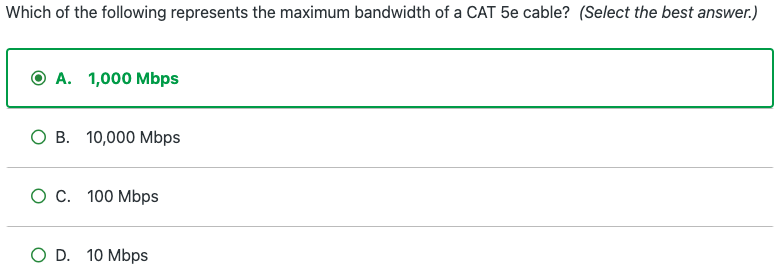 Which of the following represents the maximum bandwidth of a CAT 5e cable? (Select the best answer.)
A. 1,000 Mbps
B. 10,000 Mbps
C. 100 Mbps
D. 10 Mbps